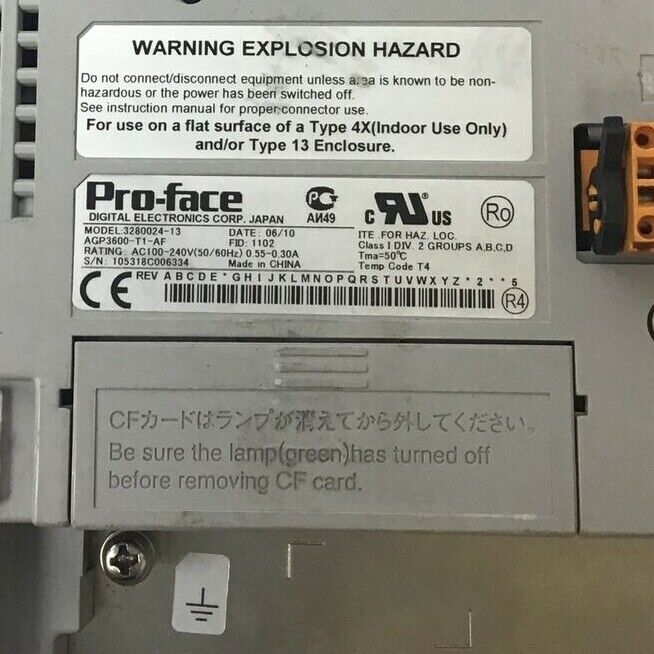 WARNING EXPLOSION HAZARD
Do not connect/disconnect equipment unless area is known to be non-
hazardous or the power has been switched off.
See instruction manual for proper connector use.
For use on a flat surface of a Type 4X(Indoor Use Only)
and/or Type 13 Enclosure.
Pro-face
DIGITAL ELECTRONICS CORP. JAPAN
MODEL:3280024-13 DATE: 06/10
AGP3600-T1-AF FID: 1102
RATING: AC100-240V(50/60Hz) 0.55-0.30A
S/N: 105318C006334 Made in CHINA
АИ49
C UL US
ITE .FOR HAZ. LOC.
Class I DIV. 2 GROUPS A,B,C,D
Tma=50℃
Temp Code T4
Ro
CE REV A B C D E * G H I J K L M N O P Q R S T U V W X Y Z * 2 * * 5
R4
CFカードはランプが消えてから外してください。
Be sure the lamp(green)has turned off
before removing CF card.